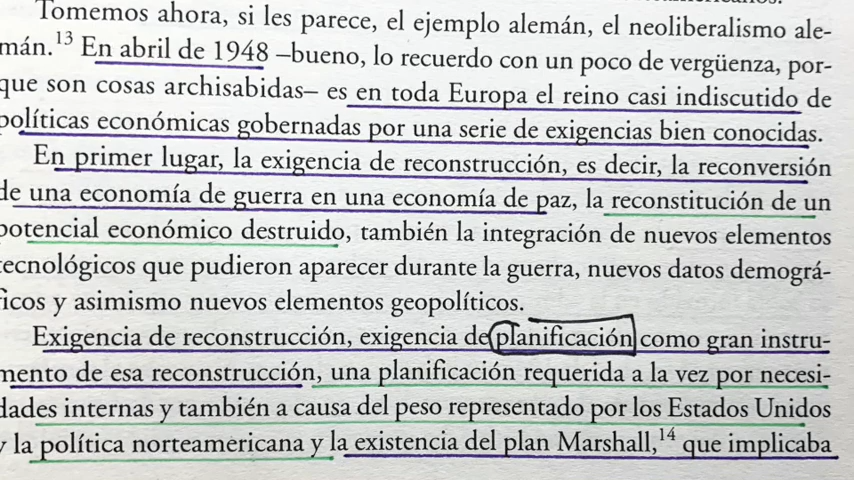 Tomemos ahora, si les parece, el ejemplo alemán, el neoliberalismo ale-
mán.13 En abril de 1948 –bueno, lo recuerdo con un poco de vergüenza, por-
que son cosas archisabidas– es en toda Europa el reino casi indiscutido de
políticas económicas gobernadas por una serie de exigencias bien conocidas.
En primer lugar, la exigencia de reconstrucción, es decir, la reconversión
de una economía de guerra en una economía de paz, la reconstitución de un
potencial económico destruido, también la integración de nuevos elementos
tecnológicos que pudieron aparecer durante la guerra, nuevos datos demográ-
ficos y asimismo nuevos elementos geopolíticos.
Exigencia de reconstrucción, exigencia de planificación como gran instru-
mento de esa reconstrucción, una planificación requerida a la vez por necesi-
dades internas y también a causa del peso representado por los Estados Unidos
y la política norteamericana y la existencia del plan Marshall,14 que implicaba